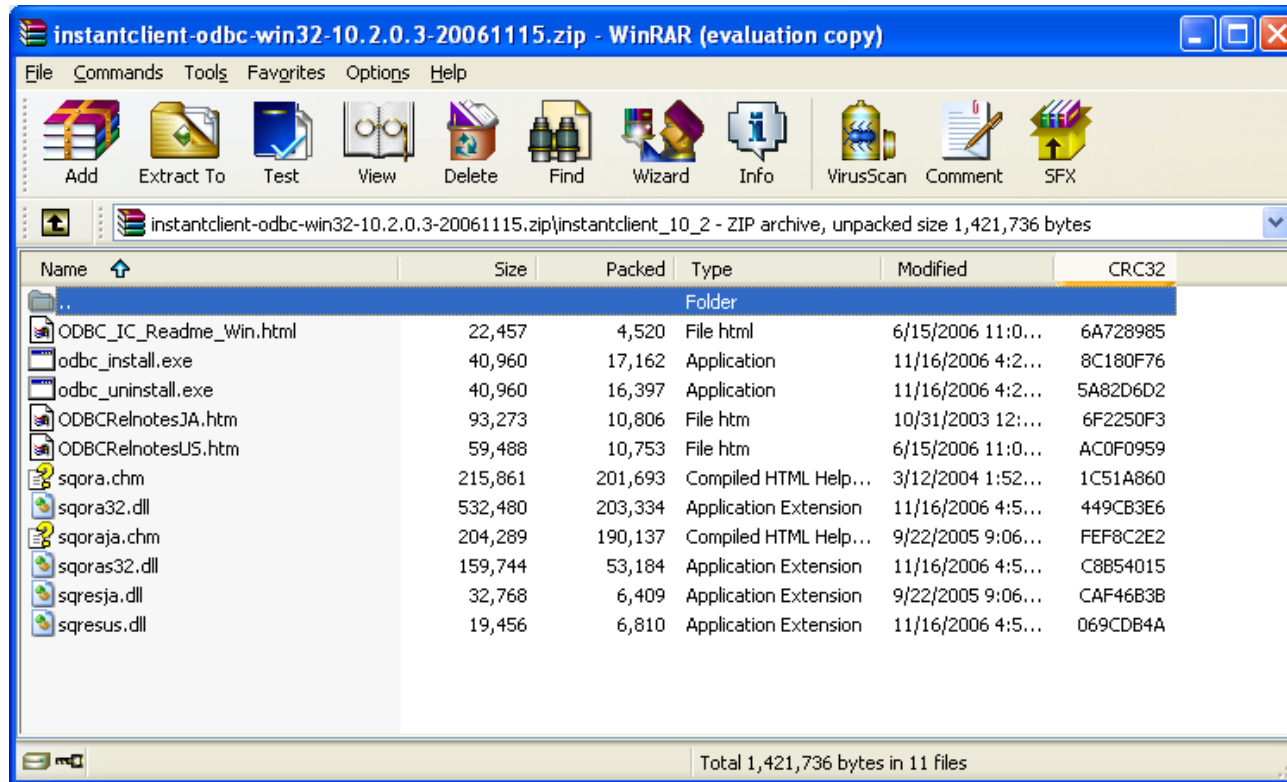 instantclient-odbc-win32-10.2.0.3-20061115.zip - WinRAR (evaluation copy)
File Commands Tools Favorites Options Help
Add Extract To Test View Delete Find Wizard Info VirusScan Comment SFX
instantclient-odbc-win32-10.2.0.3-20061115.zip\instantclient_10_2 - ZIP archive, unpacked size 1,421,736 bytes
Name Size Packed Type Modified CRC32
.. Folder
ODBC_IC_Readme_Win.html 22,457 4,520 File html 6/15/2006 11:0... 6A728985
odbc_install.exe 40,960 17,162 Application 11/16/2006 4:2... 8C180F76
odbc_uninstall.exe 40,960 16,397 Application 11/16/2006 4:2... 5A82D6D2
ODBCRelnotesJA.htm 93,273 10,806 File htm 10/31/2003 12:... 6F2250F3
ODBCRelnotesUS.htm 59,488 10,753 File htm 6/15/2006 11:0... AC0F0959
sqora.chm 215,861 201,693 Compiled HTML Help... 3/12/2004 1:52... 1C51A860
sqora32.dll 532,480 203,334 Application Extension 11/16/2006 4:5... 449CB3E6
sqoraja.chm 204,289 190,137 Compiled HTML Help... 9/22/2005 9:06... FEF8C2E2
sqoras32.dll 159,744 53,184 Application Extension 11/16/2006 4:5... C8B54015
sqresja.dll 32,768 6,409 Application Extension 9/22/2005 9:06... CAF46B3B
sqresus.dll 19,456 6,810 Application Extension 11/16/2006 4:5... 069CDB4A
Total 1,421,736 bytes in 11 files